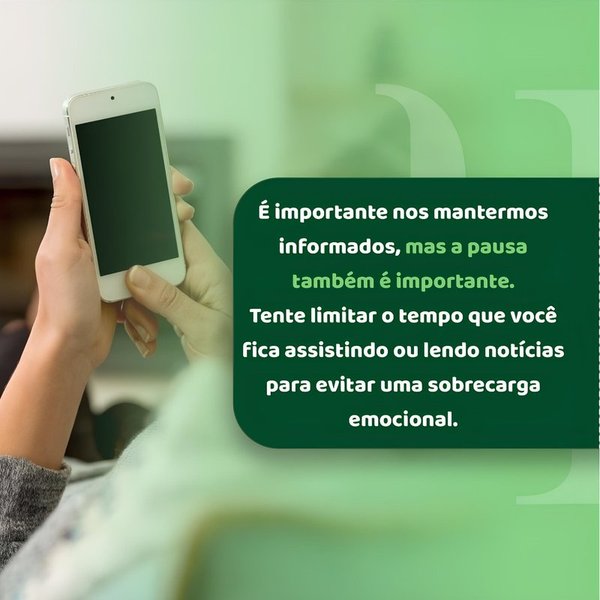 É importante nos mantermos
informados, mas a pausa
também é importante.
Tente limitar o tempo que você
fica assistindo ou lendo notícias
para evitar uma sobrecarga
emocional.